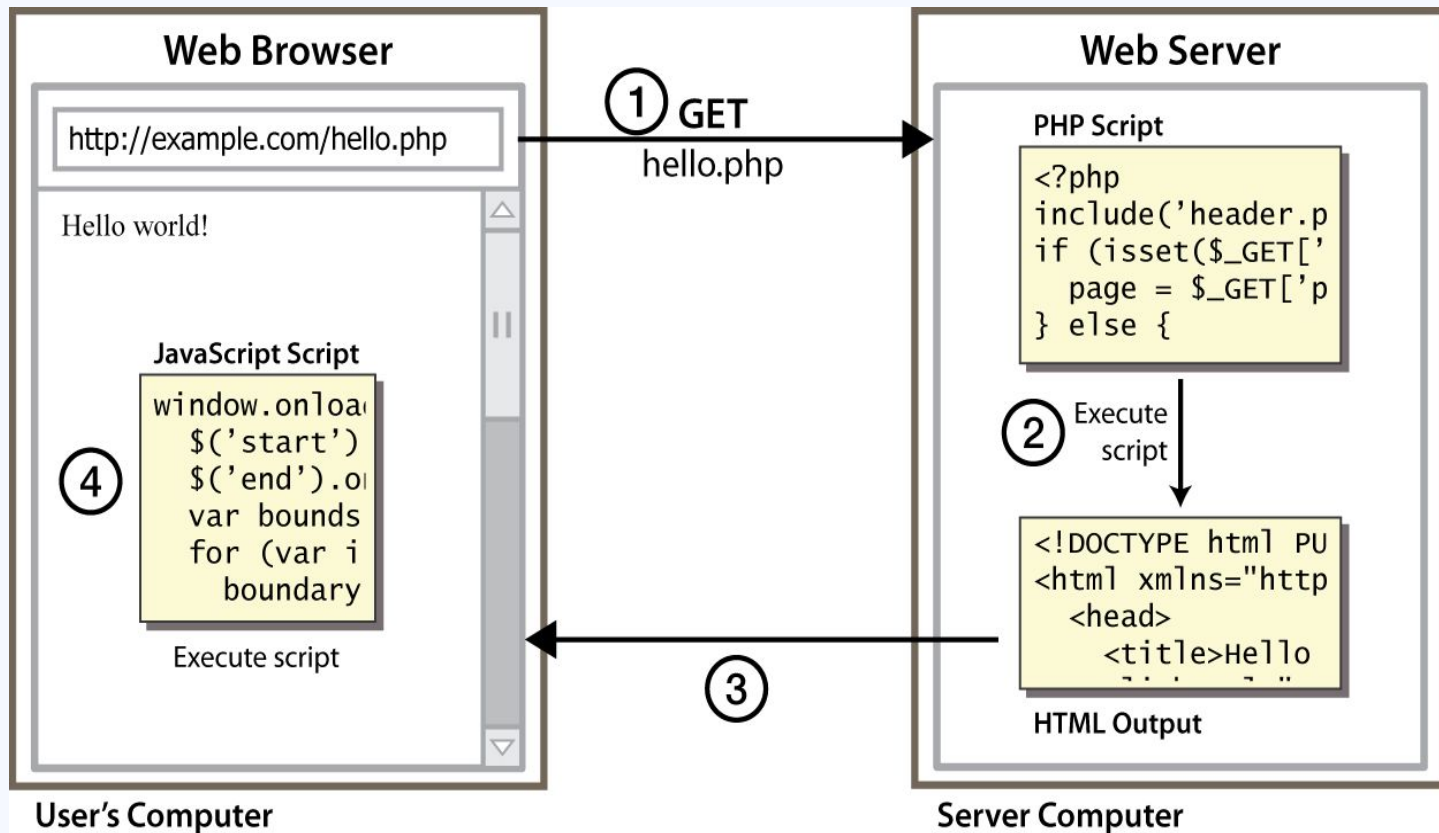 Web Browser
http://example.com/hello.php
Hello world!
JavaScript Script
window.onloa
$('start')
$('end').o
var bounds
for (var i
boundary
4
Execute script
User's Computer
1 GET
hello.php
3
Web Server
PHP Script
<?php
include('header.p
if (isset($_GET['
page = $_GET['p
} else {
2
Execute
script
<!DOCTYPE html PU
<html xmlns="http
<head>
<title>Hello
HTML Output
Server Computer